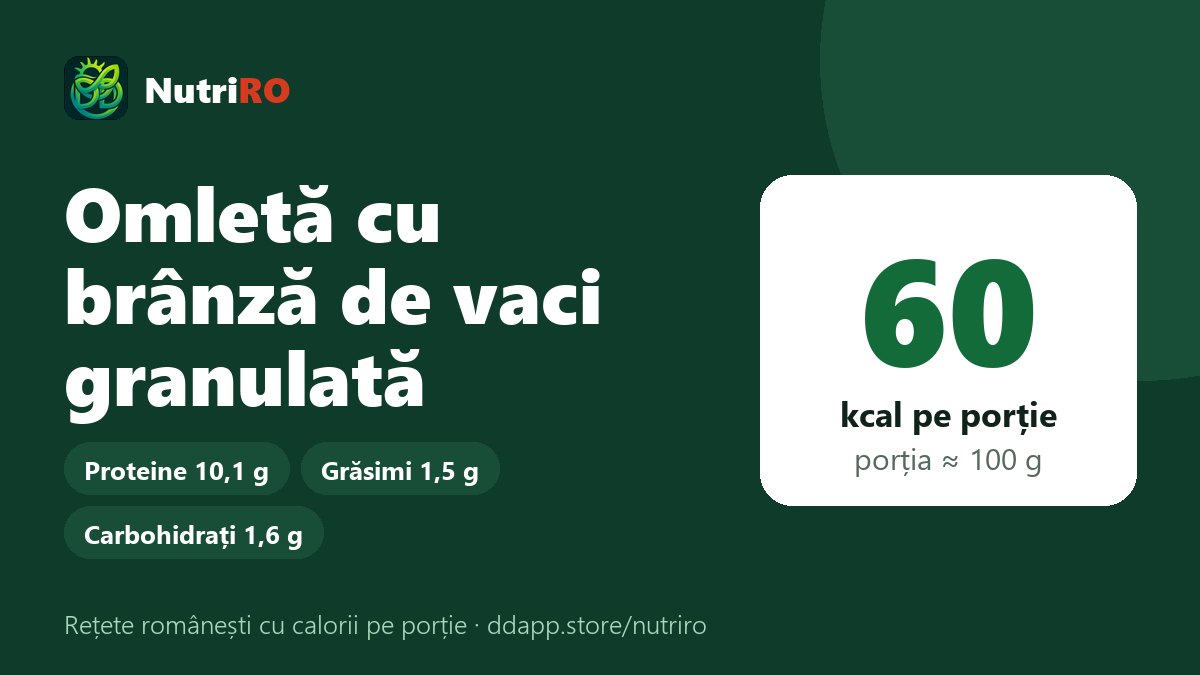 NutriRO
Omletă cu
brânză de vaci
granulată
Proteine 10,1 g
Grăsimi 1,5 g
Carbohidrați 1,6 g
60
kcal pe porție
porția ≈ 100 g
Rețete românești cu calorii pe porție · ddapp.store/nutriro